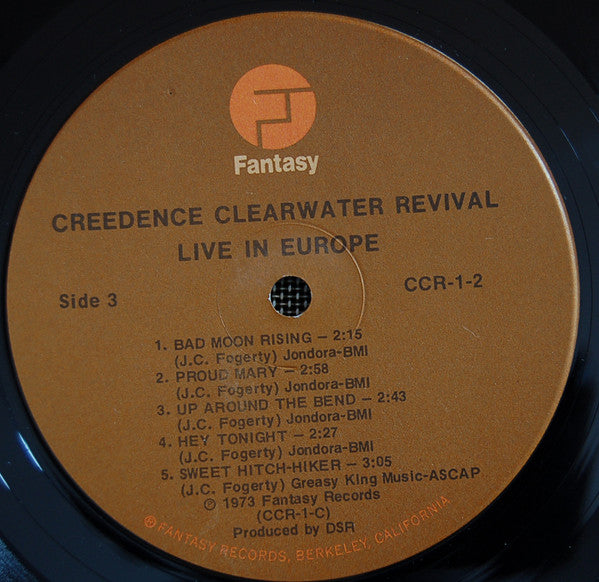 Fantasy
CREEDENCE CLEARWATER REVIVAL
LIVE IN EUROPE
Side 3
CCR-1-2
1. BAD MOON RISING – 2:15
(J.C. Fogerty) Jondora-BMI
2. PROUD MARY – 2:58
(J.C. Fogerty) Jondora-BMI
3. UP AROUND THE BEND – 2:43
(J.C. Fogerty) Jondora-BMI
4. HEY TONIGHT – 2:27
(J.C. Fogerty) Jondora-BMI
5. SWEET HITCH-HIKER – 3:05
(J.C. Fogerty) Greasy King Music-ASCAP
℗ 1973 Fantasy Records
(CCR-1-C)
Produced by DSR
® FANTASY RECORDS, BERKELEY, CALIFORNIA